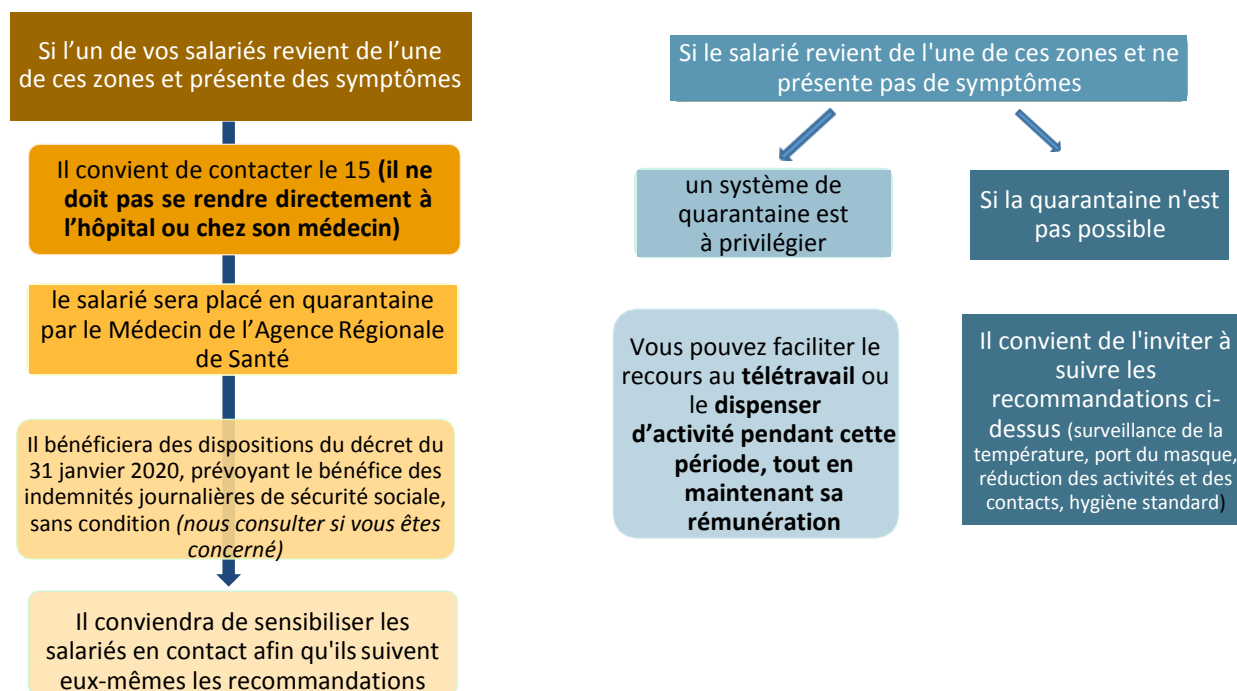 Si l’un de vos salariés revient de l’une
de ces zones et présente des symptômes
Il convient de contacter le 15 (il ne
doit pas se rendre directement à
l’hôpital ou chez son médecin)
le salarié sera placé en quarantaine
par le Médecin de l’Agence Régionale
de Santé
Il bénéficiera des dispositions du décret du
31 janvier 2020, prévoyant le bénéfice des
indemnités journalières de sécurité sociale,
sans condition (nous consulter si vous êtes
concerné)
Il conviendra de sensibiliser les
salariés en contact afin qu'ils suivent
eux-mêmes les recommandations
Si le salarié revient de l'une de ces zones et ne
présente pas de symptômes
un système de
quarantaine est
à privilégier
Vous pouvez faciliter le
recours au télétravail ou
le dispenser
d’activité pendant cette
période, tout en
maintenant sa
rémunération
Si la quarantaine n'est
pas possible
Il convient de l'inviter à
suivre les
recommandations ci-
dessus (surveillance de la
température, port du masque,
réduction des activités et des
contacts, hygiène standard)